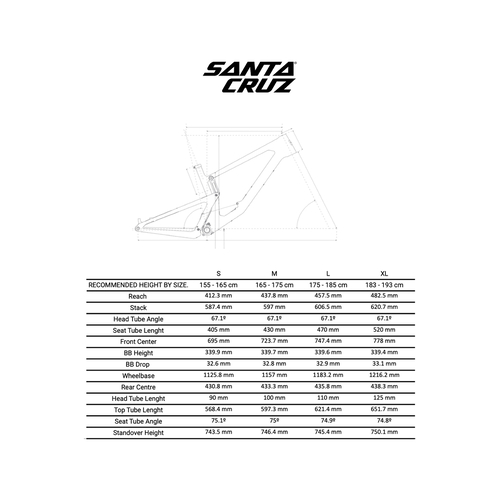 SANTA
CRUZ
S M L XL
RECOMMENDED HEIGHT BY SIZE. 155 - 165 cm 165 - 175 cm 175 - 185 cm 183 - 193 cm
Reach 412.3 mm 437.8 mm 457.5 mm 482.5 mm
Stack 587.4 mm 597 mm 606.5 mm 620.7 mm
Head Tube Angle 67.1º 67.1º 67.1º 67.1º
Seat Tube Lenght 405 mm 430 mm 470 mm 520 mm
Front Center 695 mm 723.7 mm 747.4 mm 778 mm
BB Height 339.9 mm 339.7 mm 339.6 mm 339.4 mm
BB Drop 32.6 mm 32.8 mm 32.9 mm 33.1 mm
Wheelbase 1125.8 mm 1157 mm 1183.2 mm 1216.2 mm
Rear Centre 430.8 mm 433.3 mm 435.8 mm 438.3 mm
Head Tube Lenght 90 mm 100 mm 110 mm 125 mm
Top Tube Lenght 568.4 mm 597.3 mm 621.4 mm 651.7 mm
Seat Tube Angle 75.1º 75º 74.9º 74.8º
Standover Height 743.5 mm 746.4 mm 745.4 mm 750.1 mm